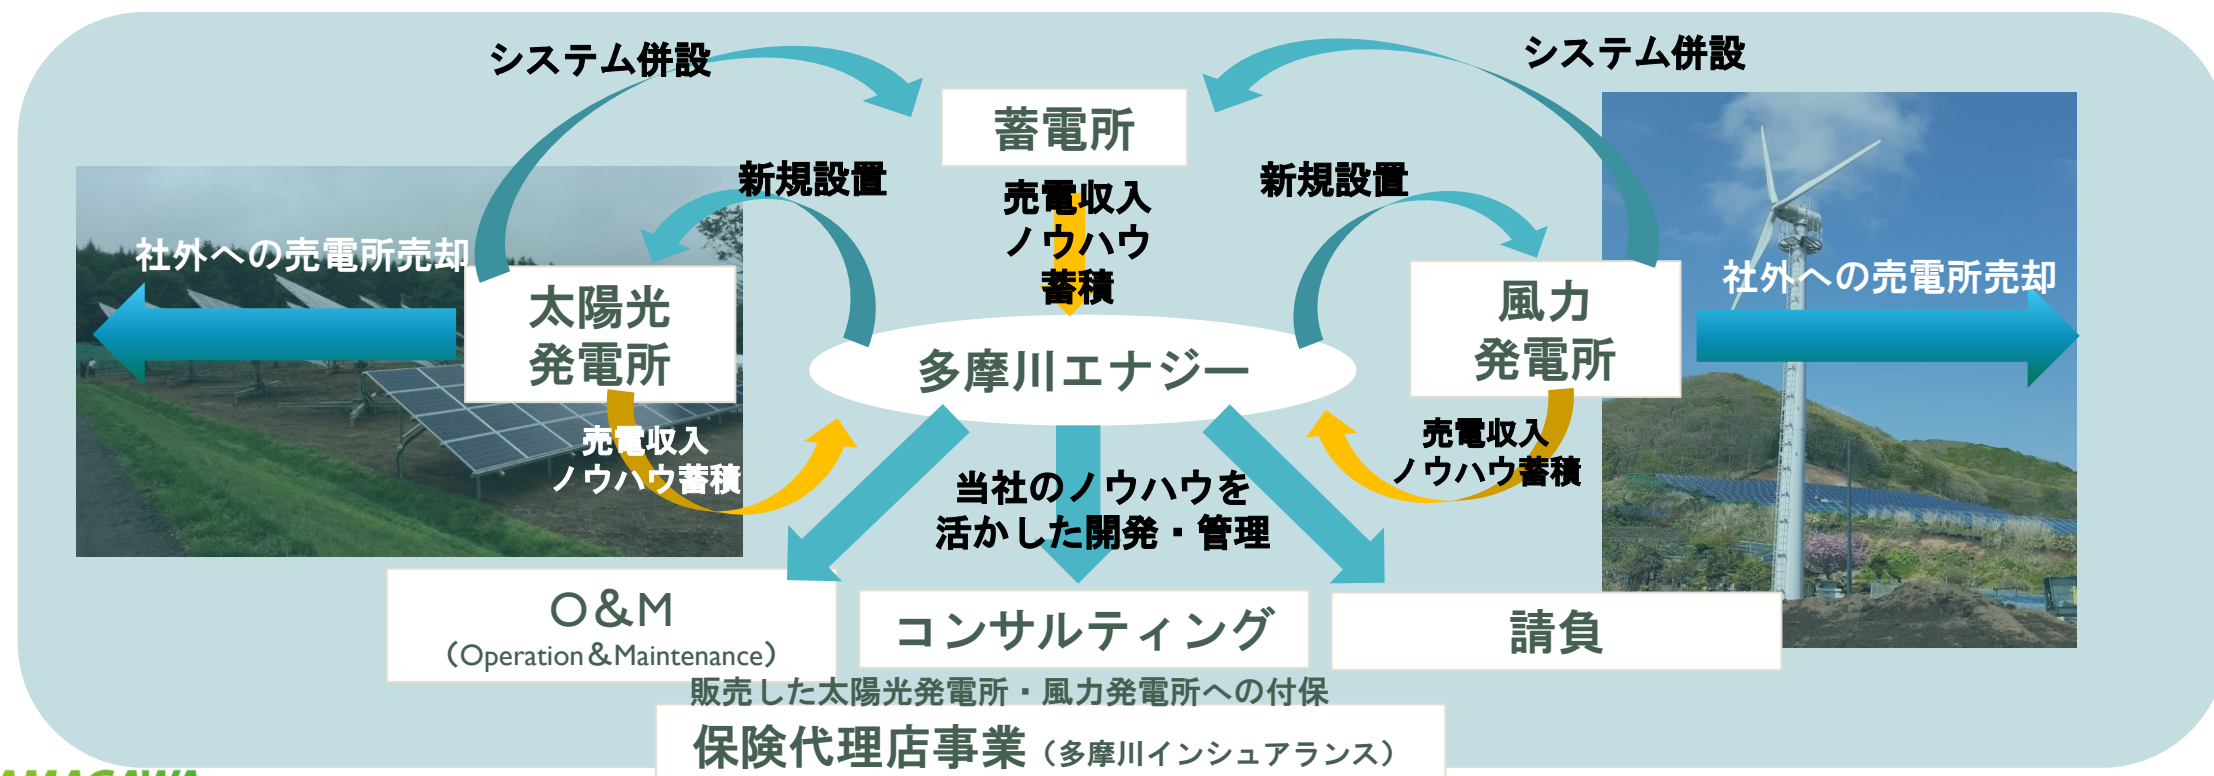 システム併設
システム併設
蓄電所
新規設置
売電収入
ノウハウ
蓄積
新規設置
社外への売電所売却
太陽光
発電所
風力
発電所
社外への売電所売却
多摩川エナジー
売電収入
ノウハウ蓄積
売電収入
ノウハウ蓄積
当社のノウハウを
活かした開発・管理
O&M
（Operation＆Maintenance）
コンサルティング
請負
販売した太陽光発電所・風力発電所への付保
保険代理店事業（多摩川インシュアランス）